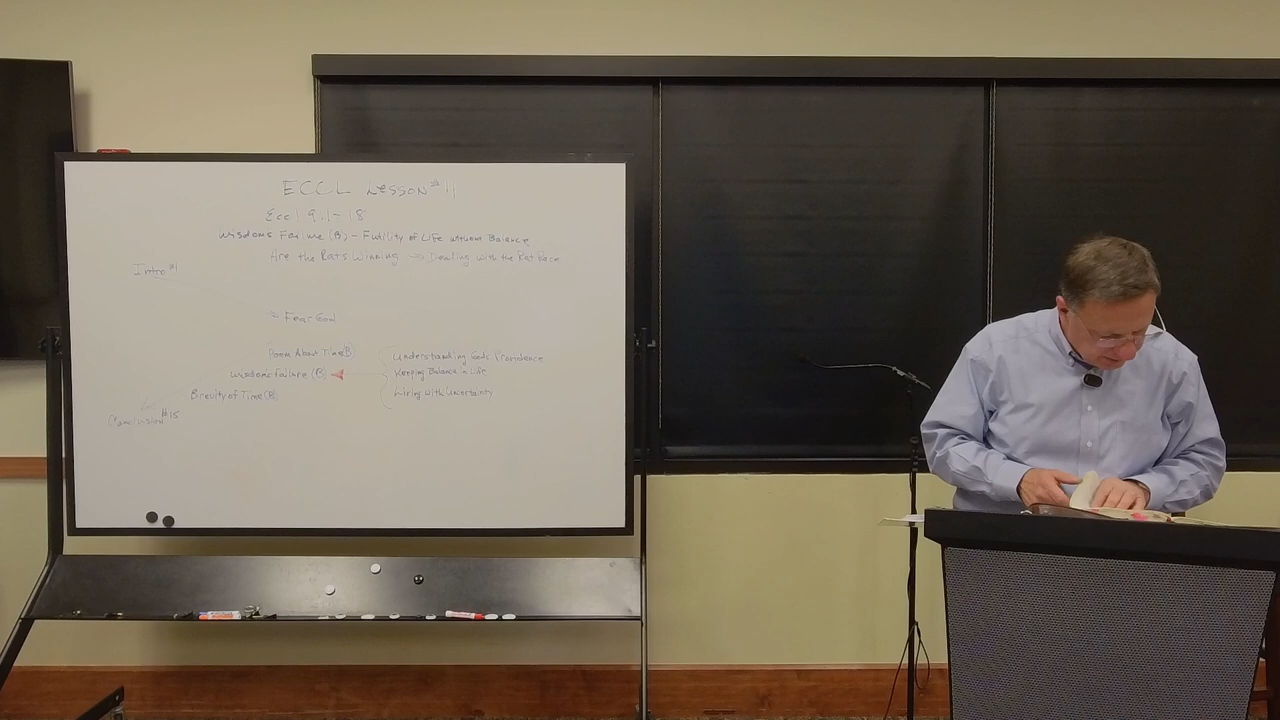 ECCL Lesson #11
Eccl 9:1-18
Wisdoms Failure (B) - Futility of Life without Balance
Are the Rats Winning → Dealing with the Rat Race
Intro #1
Fear God
Poem About Time (B)
Understanding Gods Providence
Wisdoms Failure (B)
Keeping Balance in Life
Brevity of Time (B)
Living with Uncertainty
Conclusion #15